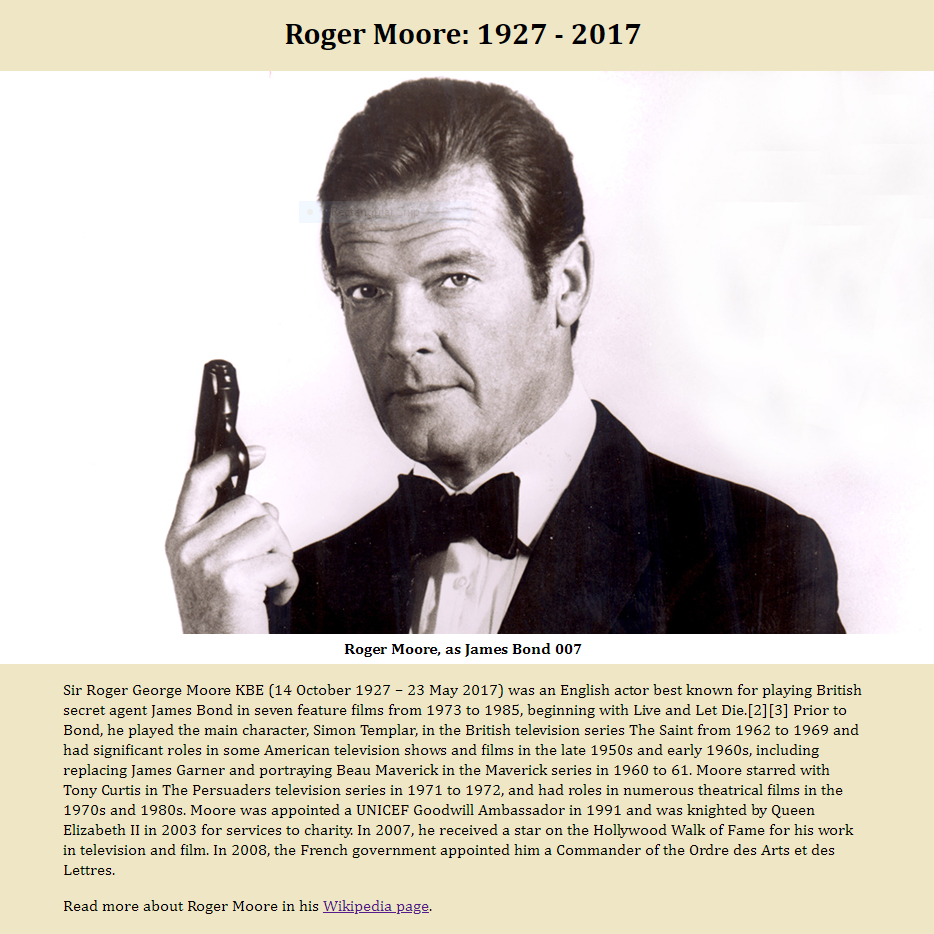 Roger Moore: 1927 - 2017
Roger Moore, as James Bond 007
Sir Roger George Moore KBE (14 October 1927 – 23 May 2017) was an English actor best known for playing British
secret agent James Bond in seven feature films from 1973 to 1985, beginning with Live and Let Die.[2][3] Prior to
Bond, he played the main character, Simon Templar, in the British television series The Saint from 1962 to 1969 and
had significant roles in some American television shows and films in the late 1950s and early 1960s, including
replacing James Garner and portraying Beau Maverick in the Maverick series in 1960 to 61. Moore starred with
Tony Curtis in The Persuaders television series in 1971 to 1972, and had roles in numerous theatrical films in the
1970s and 1980s. Moore was appointed a UNICEF Goodwill Ambassador in 1991 and was knighted by Queen
Elizabeth II in 2003 for services to charity. In 2007, he received a star on the Hollywood Walk of Fame for his work
in television and film. In 2008, the French government appointed him a Commander of the Ordre des Arts et des
Lettres.
Read more about Roger Moore in his Wikipedia page.